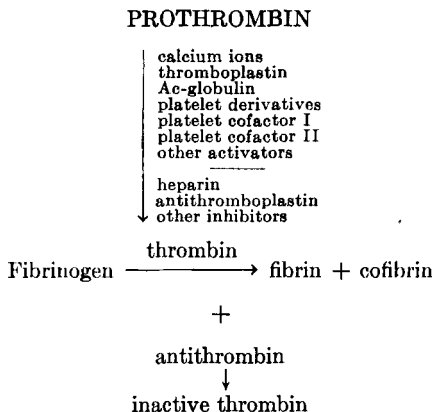 PROTHROMBIN
calcium ions
thromboplastin
Ac-globulin
platelet derivatives
platelet cofactor I
platelet cofactor II
other activators
heparin
antithromboplastin
other inhibitors
thrombin
Fibrinogen → fibrin + cofibrin
+
antithrombin
↓
inactive thrombin